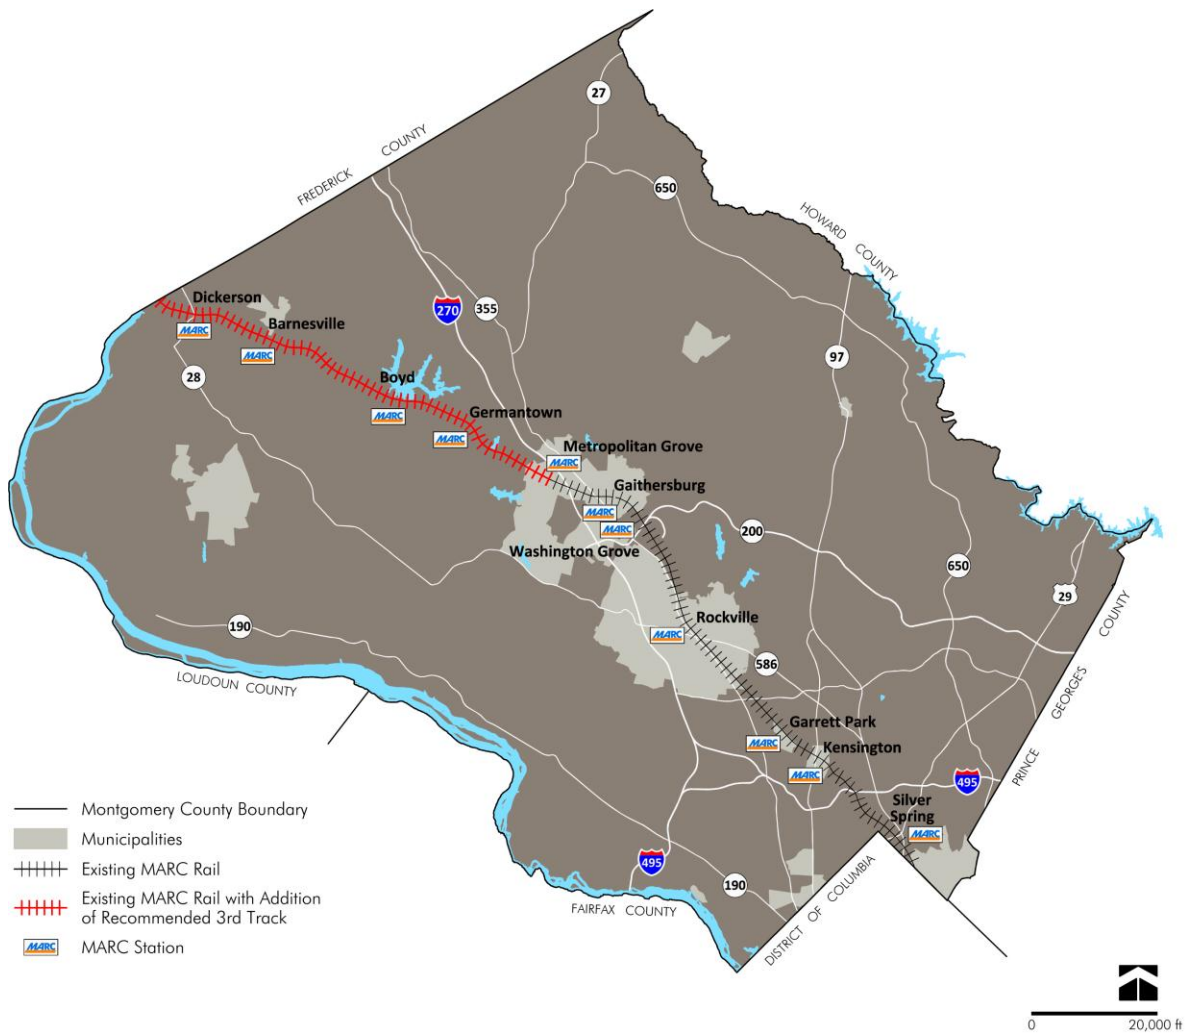 27
FREDERICK COUNTY
650
HOWARD COUNTY
Dickerson
MARC
270
355
Barnesville
MARC
97
28
Boyd
MARC
Germantown
MARC
Metropolitan Grove
MARC
Gaithersburg
MARC
MARC
200
Washington Grove
650
29
190
Rockville
MARC
586
LOUDOUN COUNTY
PRINCE GEORGE'S COUNTY
Garrett Park
MARC
Kensington
MARC
495
Silver
Spring
MARC
495
190
FAIRFAX COUNTY
DISTRICT OF COLUMBIA
Montgomery County Boundary
Municipalities
Existing MARC Rail
Existing MARC Rail with Addition
of Recommended 3rd Track
MARC
MARC Station
0 20,000 ft